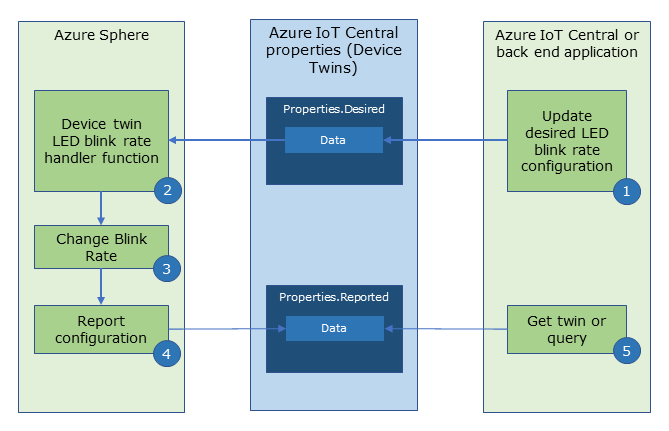 Azure Sphere
Device twin
LED blink rate
handler function
2
Change Blink
Rate
3
Report
configuration
4
Azure IoT Central
properties (Device
Twins)
Properties.Desired
Data
Properties.Reported
Data
Azure IoT Central or
back end application
Update
desired LED
blink rate
configuration
1
Get twin or
query
5